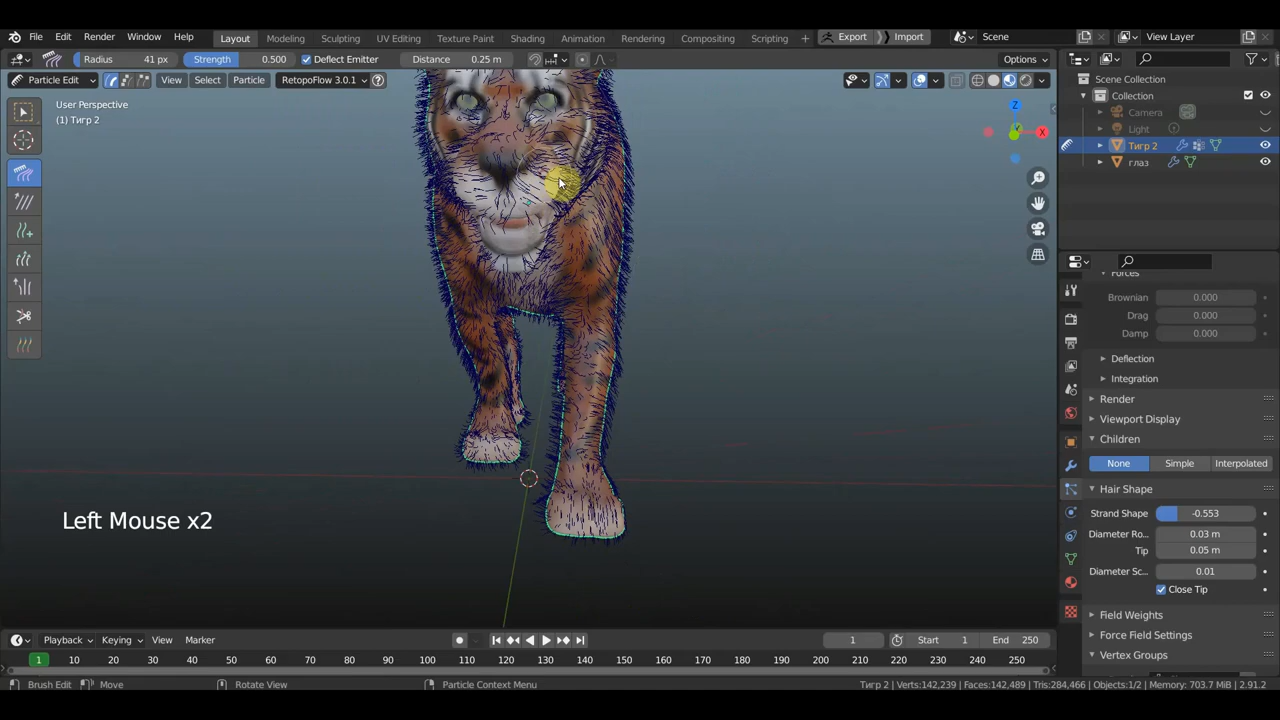 File Edit Render Window Help Layout Modeling Sculpting UV Editing Texture Paint Shading Animation Rendering Compositing Scripting + Export Import Scene View Layer
Radius 41 px Strength 0.500 Deflect Emitter Distance 0.25 m Options
Particle Edit View Select Particle RetopoFlow 3.0.1
User Perspective
(1) Тигр 2
Z
X
Y
Left Mouse x2
Scene Collection
Collection
Camera
Light
Тигр 2
глаз
Forces
Brownian 0.000
Drag 0.000
Damp 0.000
Deflection
Integration
Render
Viewport Display
Children
None Simple Interpolated
Hair Shape
Strand Shape -0.553
Diameter Ro... 0.03 m
Tip 0.05 m
Diameter Sc... 0.01
Close Tip
Field Weights
Force Field Settings
Vertex Groups
Playback Keying View Marker 1 Start 1 End 250
1 10 20 30 40 50 60 70 80 90 100 110 120 130 140 150 160 170 180 190 200 210 220 230 240 250
Brush Edit Move Rotate View Particle Context Menu Тигр 2 | Verts:142,239 | Faces:142,489 | Tris:284,466 | Objects:1/2 | Memory: 703.7 MiB | 2.91.2